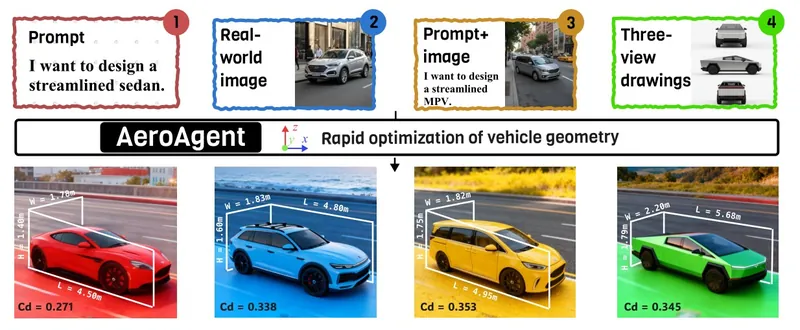 1
Prompt
I want to design a
streamlined sedan.
2
Real-
world
image
3
Prompt+
image
I want to design
a streamlined
MPV.
4
Three-
view
drawings
AeroAgent
z
y
x
Rapid optimization of vehicle geometry
W = 1.78m
H = 1.40m
L = 4.50m
Cd = 0.271
W = 1.83m
L = 4.80m
H = 1.60m
Cd = 0.338
W = 1.82m
H = 1.75m
L = 4.95m
Cd = 0.353
W = 2.20m
L = 5.68m
H = 1.79m
Cd = 0.345